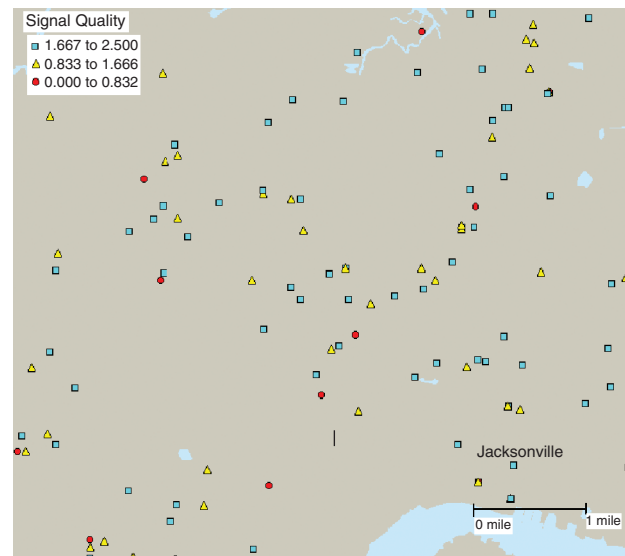 Signal Quality
1.667 to 2.500
0.833 to 1.666
0.000 to 0.832
Jacksonville
0 mile
1 mile